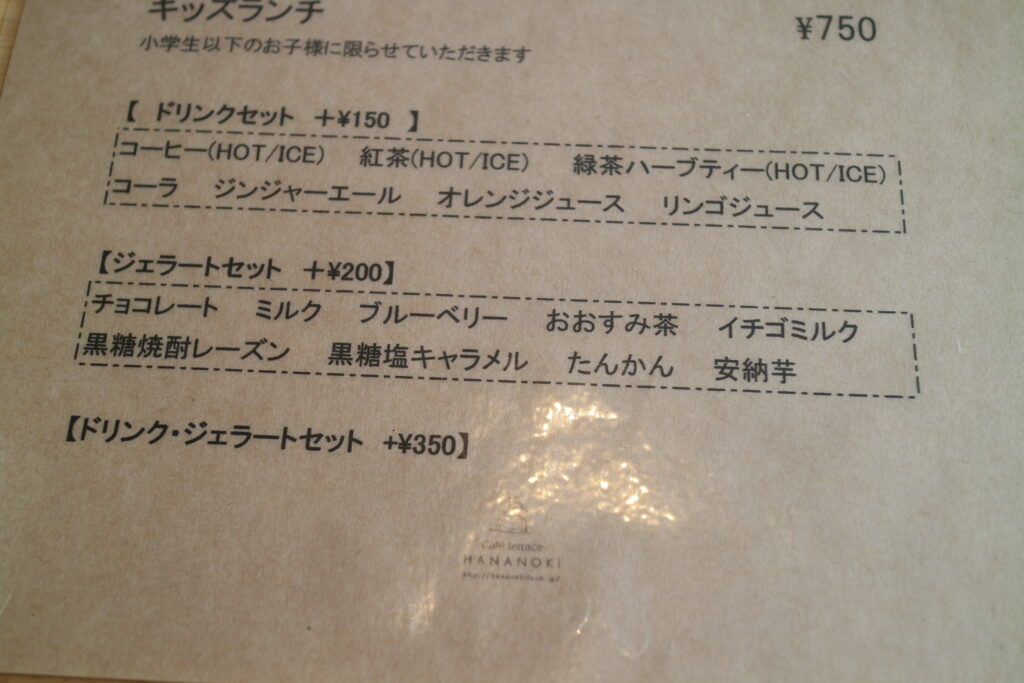 キッズランチ ¥750
小学生以下のお子様に限らせていただきます
【 ドリンクセット +¥150 】
コーヒー(HOT/ICE) 紅茶(HOT/ICE) 緑茶ハーブティー(HOT/ICE)
コーラ ジンジャーエール オレンジジュース リンゴジュース
【ジェラートセット +¥200】
チョコレート ミルク ブルーベリー おおすみ茶 イチゴミルク
黒糖焼酎レーズン 黒糖塩キャラメル たんかん 安納芋
【ドリンク・ジェラートセット +¥350】
Café terrace
HANANOKI